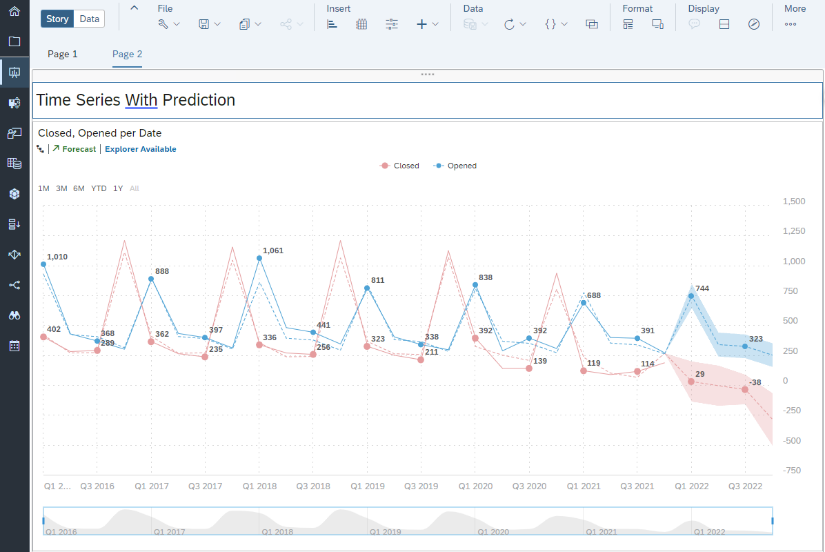 File Insert Data Format Display More
Story Data
Page 1 Page 2
Time Series With Prediction
Closed, Opened per Date
Forecast Explorer Available
Closed Opened
1M 3M 6M YTD 1Y All
1,500
1,250
1,000
750
500
250
0
-250
-500
-750
1,010 888 1,061 811 838 688 744
368 397 441 338 392 391 323
402 362 336 323 392 119 29
289 235 256 211 139 114 -38
Q1 2... Q3 2016 Q1 2017 Q3 2017 Q1 2018 Q3 2018 Q1 2019 Q3 2019 Q1 2020 Q3 2020 Q1 2021 Q3 2021 Q1 2022 Q3 2022
Q1 2016 Q1 2017 Q1 2018 Q1 2019 Q1 2020 Q1 2021 Q1 2022